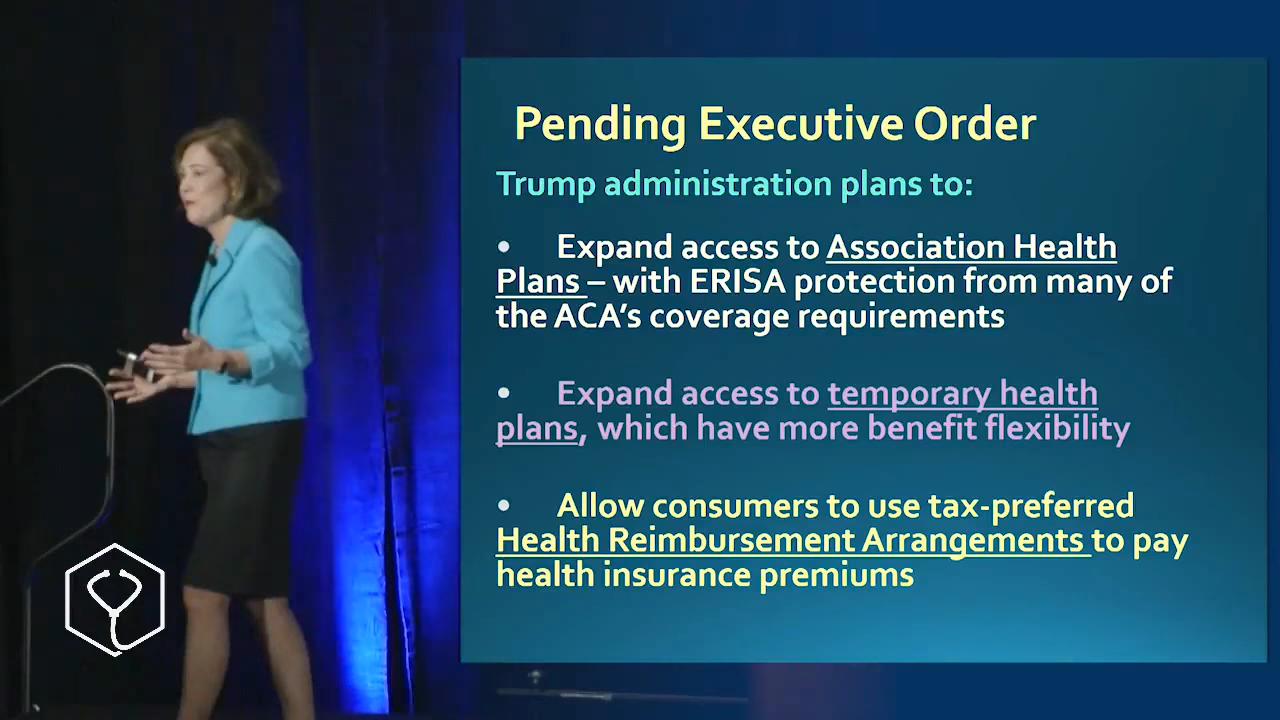 Pending Executive Order
Trump administration plans to:
• Expand access to Association Health
Plans – with ERISA protection from many of
the ACA’s coverage requirements
• Expand access to temporary health
plans, which have more benefit flexibility
• Allow consumers to use tax-preferred
Health Reimbursement Arrangements to pay
health insurance premiums